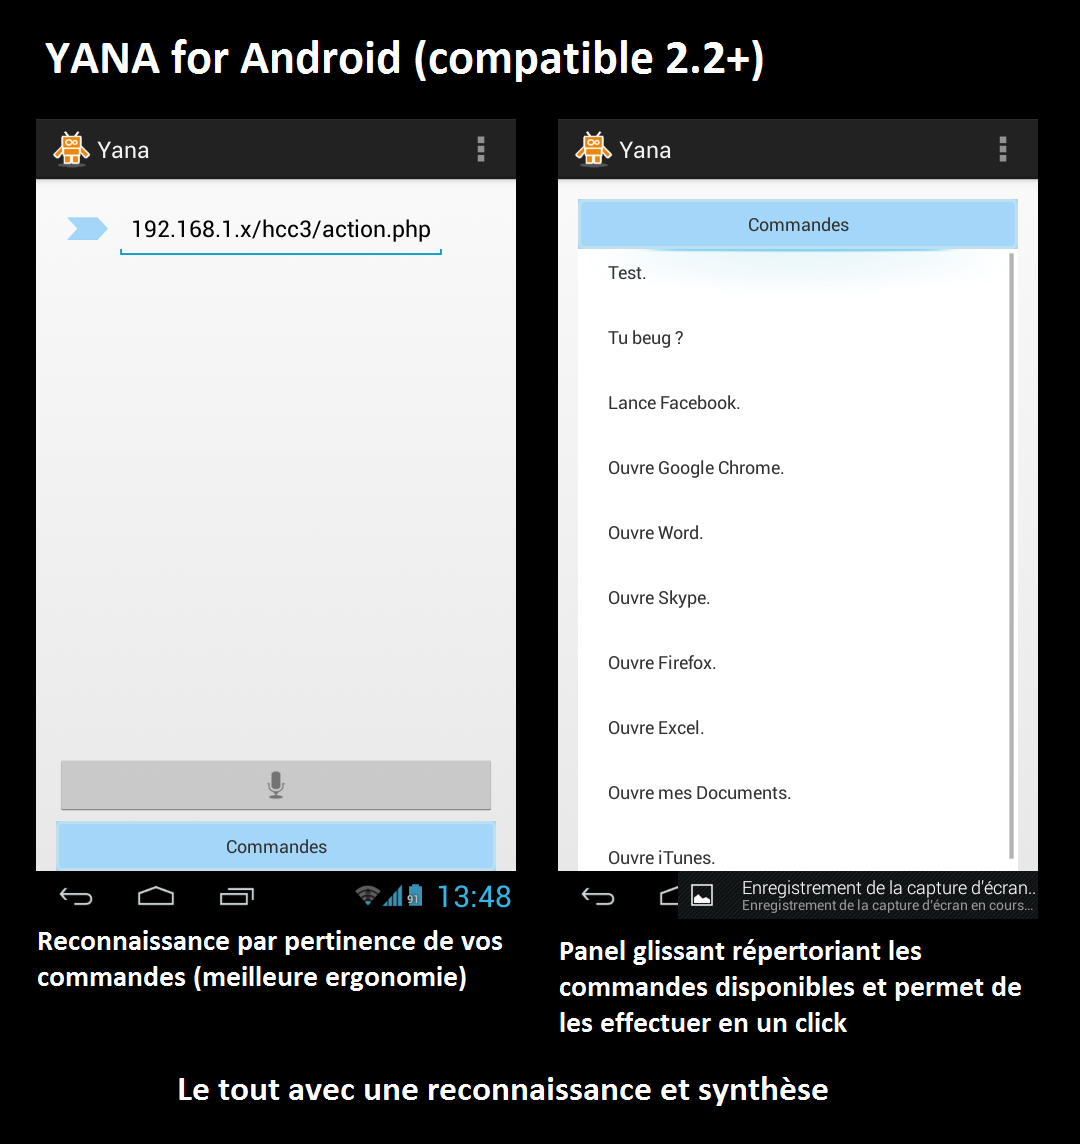 YANA for Android (compatible 2.2+)
Yana
192.168.1.x/hcc3/action.php
Commandes
91
13:48
Reconnaissance par pertinence de vos
commandes (meilleure ergonomie)
Yana
Commandes
Test.
Tu beug ?
Lance Facebook.
Ouvre Google Chrome.
Ouvre Word.
Ouvre Skype.
Ouvre Firefox.
Ouvre Excel.
Ouvre mes Documents.
Ouvre iTunes.
Enregistrement de la capture d'écran..
Enregistrement de la capture d'écran en cours...
Panel glissant répertoriant les
commandes disponibles et permet de
les effectuer en un click
Le tout avec une reconnaissance et synthèse